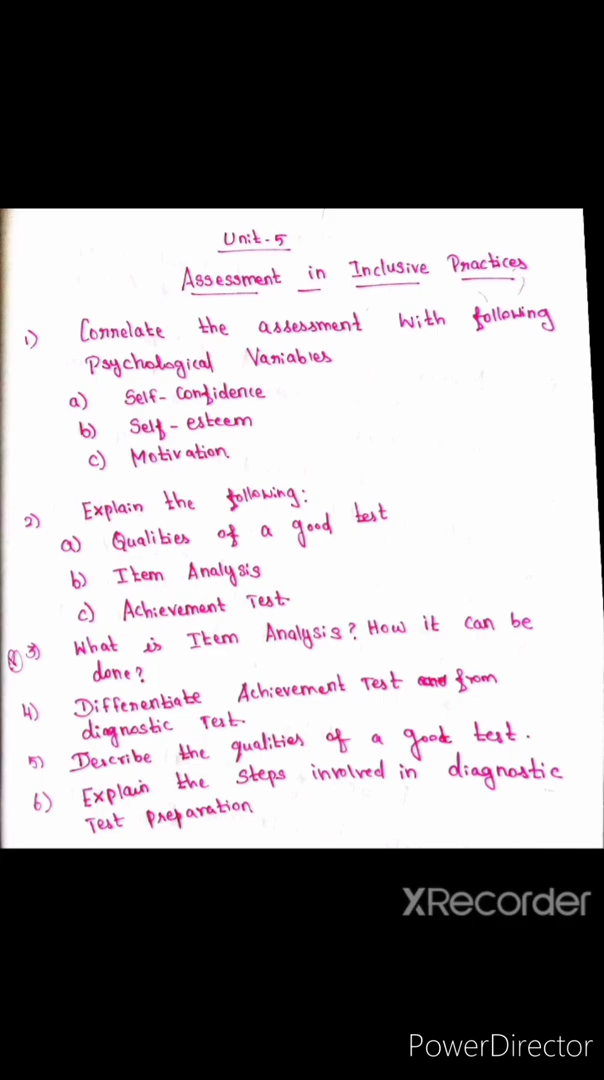 Unit-5
Assessment in Inclusive Practices
1) Correlate the assessment with following
Psychological Variables
a) Self-Confidence
b) Self-esteem
c) Motivation
2) Explain the following:
a) Qualities of a good test
b) Item Analysis
c) Achievement Test.
3) What is Item Analysis? How it can be
done?
4) Differentiate Achievement Test and from
diagnostic Test.
5) Describe the qualities of a good test.
6) Explain the steps involved in diagnostic
Test Preparation
XRecorder
PowerDirector